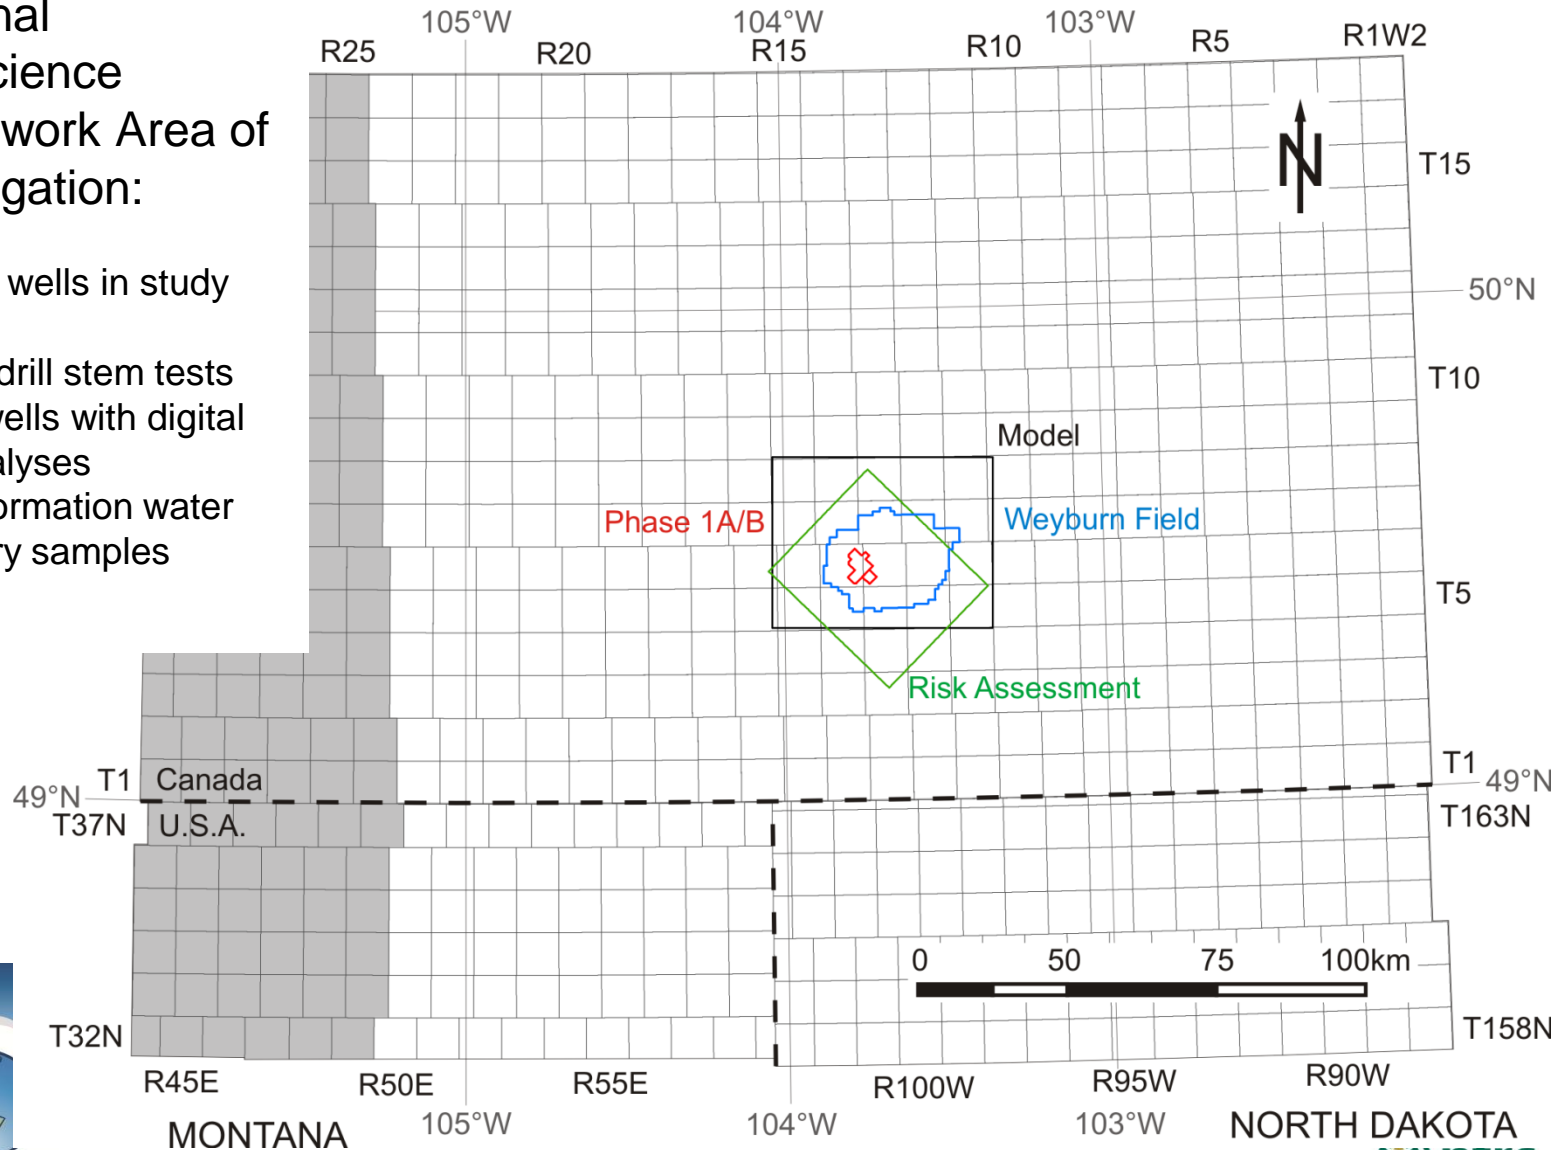 nal
cience
work Area of
gation:
wells in study
drill stem tests
wells with digital
alyses
ormation water
ry samples
105°W
104°W
103°W
R25
R20
R15
R10
R5
R1W2
N
T15
50°N
T10
Model
Phase 1A/B
Weyburn Field
T5
Risk Assessment
T1
Canada
T1
49°N
49°N
T37N
U.S.A.
T163N
0
50
75
100km
T32N
T158N
R45E
R50E
R55E
R100W
R95W
R90W
MONTANA
105°W
104°W
103°W
NORTH DAKOTA